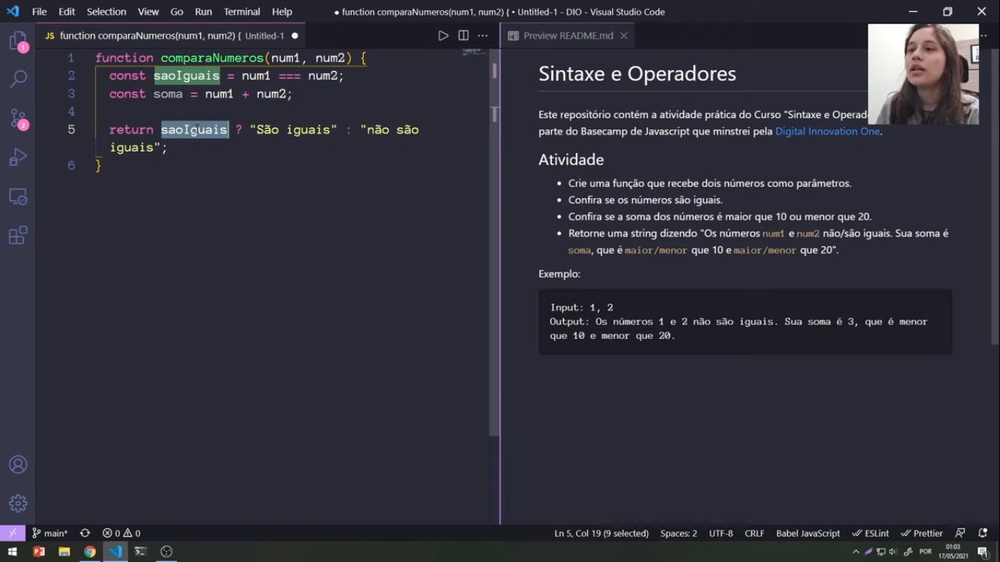 File Edit Selection View Go Run Terminal Help
● function comparaNumeros(num1, num2) { • Untitled-1 - DIO - Visual Studio Code
JS function comparaNumeros(num1, num2) { Untitled-1
Preview README.md
1
1 function comparaNumeros(num1, num2) {
2 const saoIguais = num1 === num2;
3 const soma = num1 + num2;
4
5 return saoIguais ? "São iguais" : "não são
iguais";
6 }
2
Sintaxe e Operadores
Este repositório contém a atividade prática do Curso "Sintaxe e Operad
parte do Basecamp de Javascript que minstrei pela Digital Innovation One.
Atividade
• Crie uma função que recebe dois números como parâmetros.
• Confira se os números são iguais.
• Confira se a soma dos números é maior que 10 ou menor que 20.
• Retorne uma string dizendo "Os números num1 e num2 não/são iguais. Sua soma é
soma, que é maior/menor que 10 e maior/menor que 20".
Exemplo:
Input: 1, 2
Output: Os números 1 e 2 não são iguais. Sua soma é 3, que é menor
que 10 e menor que 20.
main* 0 0
Ln 5, Col 19 (9 selected) Spaces: 2 UTF-8 CRLF Babel JavaScript ESLint Prettier
POR
01:03
17/05/2021
1